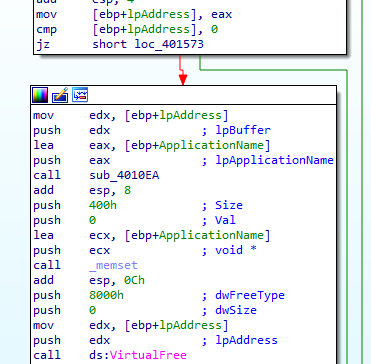 add     esp, 4
mov     [ebp+lpAddress], eax
cmp     [ebp+lpAddress], 0
jz      short loc_401573
mov     edx, [ebp+lpAddress]
push    edx             ; lpBuffer
lea     eax, [ebp+ApplicationName]
push    eax             ; lpApplicationName
call    sub_4010EA
add     esp, 8
push    400h            ; Size
push    0               ; Val
lea     ecx, [ebp+ApplicationName]
push    ecx             ; void *
call    _memset
add     esp, 0Ch
push    8000h           ; dwFreeType
push    0               ; dwSize
mov     edx, [ebp+lpAddress]
push    edx             ; lpAddress
call    ds:VirtualFree